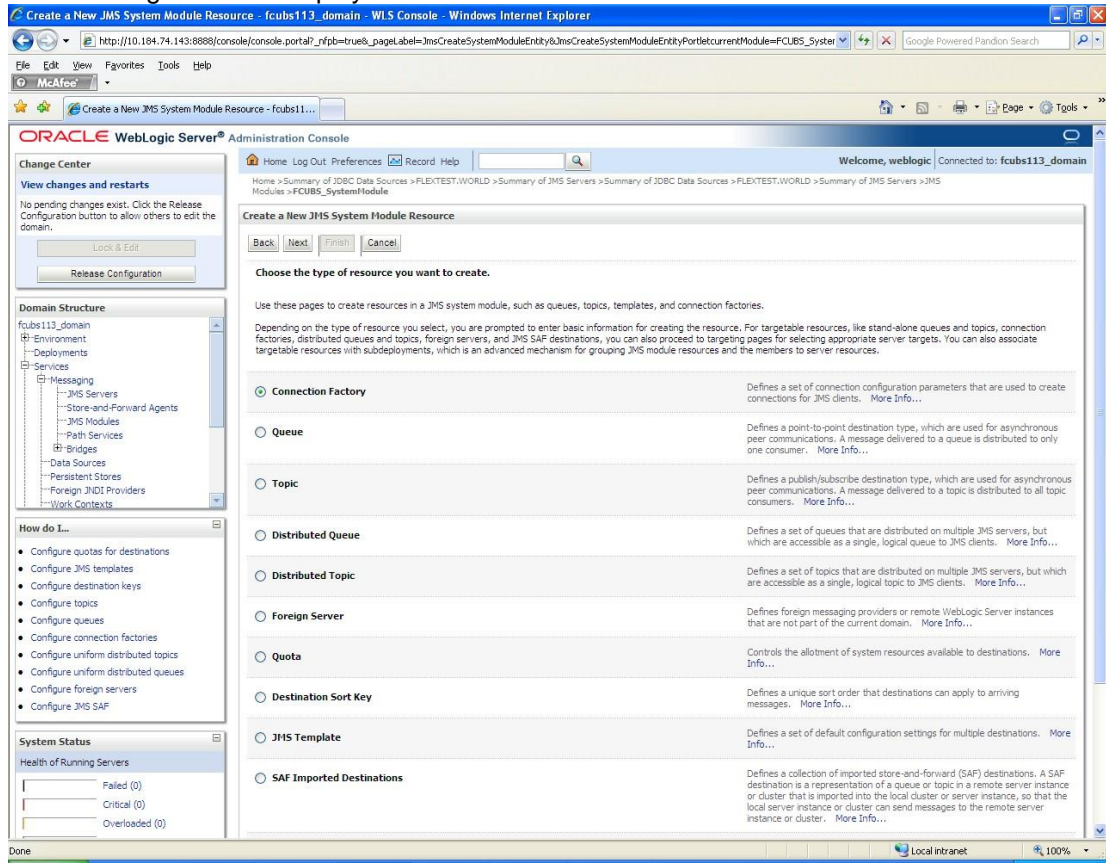 Create a New JMS System Module Resource - fcubs113_domain - WLS Console - Windows Internet Explorer
http://10.184.74.143:8888/console/console.portal?_nfpb=true&_pageLabel=JmsCreateSystemModuleEntity&JmsCreateSystemModuleEntityPortletcurrentModule=FCUBS_Syster
Google Powered Pandion Search
File Edit View Favorites Tools Help
McAfee
Create a New JMS System Module Resource - fcubs11...
Page Tools
ORACLE WebLogic Server® Administration Console
Change Center
View changes and restarts
No pending changes exist. Click the Release
Configuration button to allow others to edit the
domain.
Lock & Edit
Release Configuration
Domain Structure
fcubs113_domain
Environment
Deployments
Services
Messaging
JMS Servers
Store-and-Forward Agents
JMS Modules
Path Services
Bridges
Data Sources
Persistent Stores
Foreign JNDI Providers
Work Contexts
How do I...
Configure quotas for destinations
Configure JMS templates
Configure destination keys
Configure topics
Configure queues
Configure connection factories
Configure uniform distributed topics
Configure uniform distributed queues
Configure foreign servers
Configure JMS SAF
System Status
Health of Running Servers
Failed (0)
Critical (0)
Overloaded (0)
Home Log Out Preferences Record Help
Welcome, weblogic Connected to: fcubs113_domain
Home >Summary of JDBC Data Sources >FLEXTEST.WORLD >Summary of JMS Servers >Summary of JDBC Data Sources >FLEXTEST.WORLD >Summary of JMS Servers >JMS
Modules >FCUBS_SystemModule
Create a New JMS System Module Resource
Back Next Finish Cancel
Choose the type of resource you want to create.
Use these pages to create resources in a JMS system module, such as queues, topics, templates, and connection factories.
Depending on the type of resource you select, you are prompted to enter basic information for creating the resource. For targetable resources, like stand-alone queues and topics, connection
factories, distributed queues and topics, foreign servers, and JMS SAF destinations, you can also proceed to targeting pages for selecting appropriate server targets. You can also associate
targetable resources with subdeployments, which is an advanced mechanism for grouping JMS module resources and the members to server resources.
Connection Factory
Defines a set of connection configuration parameters that are used to create
connections for JMS clients. More Info...
Queue
Defines a point-to-point destination type, which are used for asynchronous
peer communications. A message delivered to a queue is distributed to only
one consumer. More Info...
Topic
Defines a publish/subscribe destination type, which are used for asynchronous
peer communications. A message delivered to a topic is distributed to all topic
consumers. More Info...
Distributed Queue
Defines a set of queues that are distributed on multiple JMS servers, but
which are accessible as a single, logical queue to JMS clients. More Info...
Distributed Topic
Defines a set of topics that are distributed on multiple JMS servers, but which
are accessible as a single, logical topic to JMS clients. More Info...
Foreign Server
Defines foreign messaging providers or remote WebLogic Server instances
that are not part of the current domain. More Info...
Quota
Controls the allotment of system resources available to destinations. More
Info...
Destination Sort Key
Defines a unique sort order that destinations can apply to arriving
messages. More Info...
JMS Template
Defines a set of default configuration settings for multiple destinations. More
Info...
SAF Imported Destinations
Defines a collection of imported store-and-forward (SAF) destinations. A SAF
destination is a representation of a queue or topic in a remote server instance
or cluster that is imported into the local cluster or server instance, so that the
local server instance or cluster can send messages to the remote server
instance or cluster. More Info...
Done
Local intranet
100%